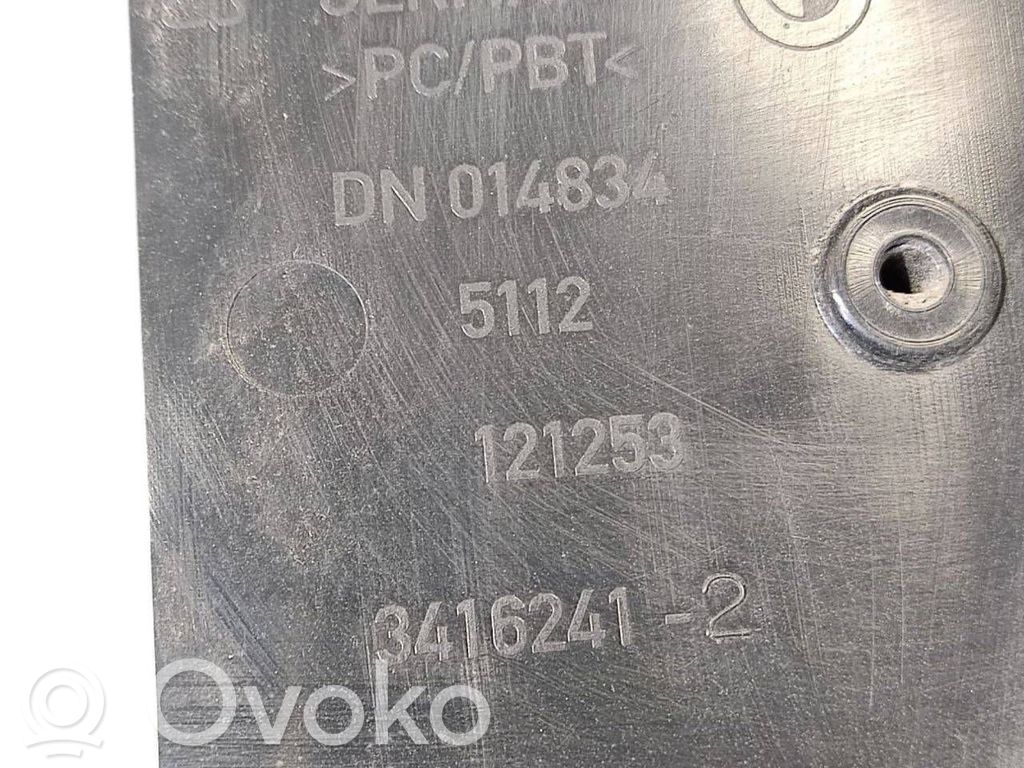 >PC/PBT<
DN 014834
5112
121253
3416241-2
Ovoko